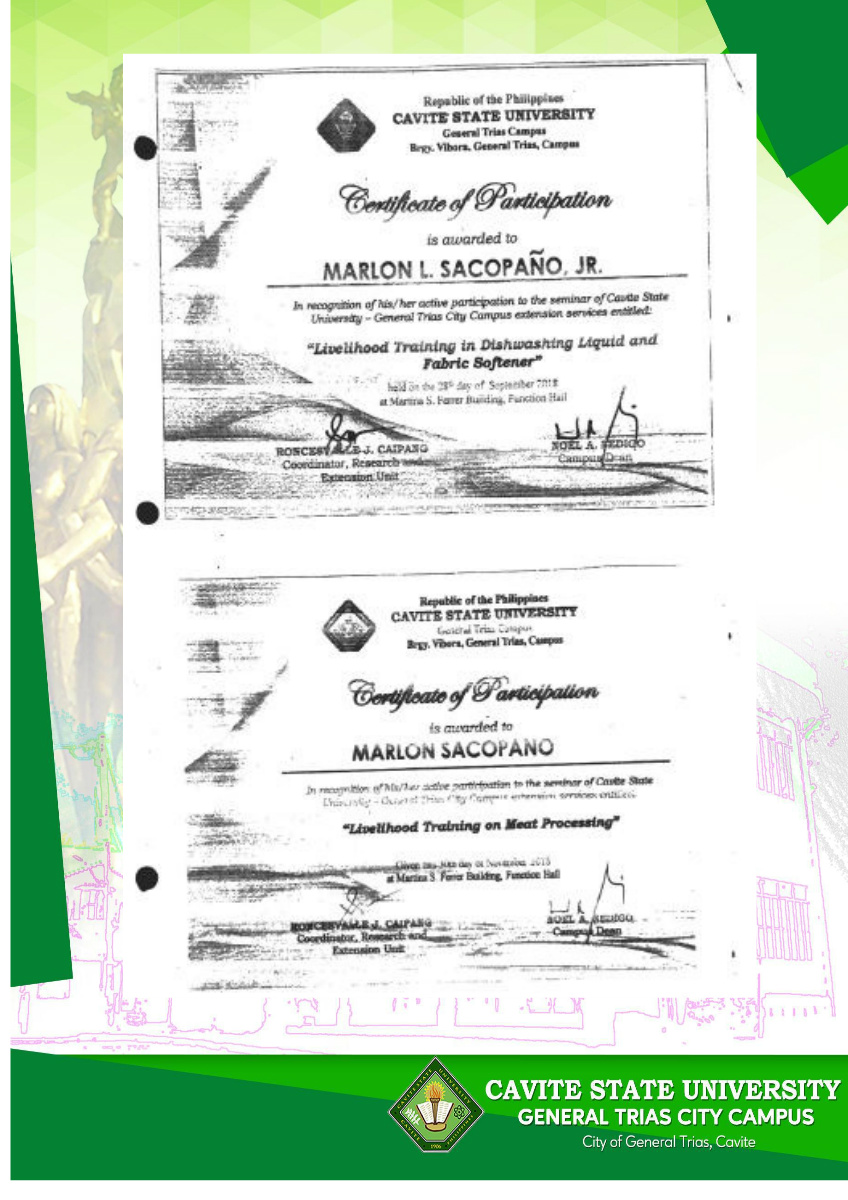 Republic of the Philippines
CAVITE STATE UNIVERSITY
General Trias Campus
Brgy. Vibora, General Trias, Campus
Certificate of Participation
is awarded to
MARLON L. SACOPAÑO, JR.
In recognition of his/her active participation to the seminar of Cavite State
University – General Trias City Campus extension services entitled:
"Livelihood Training in Dishwashing Liquid and
Fabric Softener"
held on the 28th day of September 2018
at Martina S. Ferrer Building, Function Hall
RONCESVALLE J. CAIPANG
Coordinator, Research and
Extension Unit
NOEL A. SEDIGO
Campus Dean
Republic of the Philippines
CAVITE STATE UNIVERSITY
General Trias Campus
Brgy. Vibora, General Trias, Campus
Certificate of Participation
is awarded to
MARLON SACOPANO
In recognition of his/her active participation to the seminar of Cavite State
University – General Trias City Campus extension services entitled:
"Livelihood Training on Meat Processing"
Given this 30th day of November 2018
at Martina S. Ferrer Building, Function Hall
RONCESVALLE J. CAIPANG
Coordinator, Research and
Extension Unit
NOEL A. SEDIGO
Campus Dean
CAVITE STATE UNIVERSITY
CAVITE
PHILIPPINES
1906
CAVITE STATE UNIVERSITY
GENERAL TRIAS CITY CAMPUS
City of General Trias, Cavite